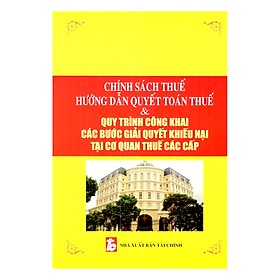 CHÍNH SÁCH THUẾ
HƯỚNG DẪN QUYẾT TOÁN THUẾ
&
QUY TRÌNH CÔNG KHAI
CÁC BƯỚC GIẢI QUYẾT KHIẾU NẠI
TẠI CƠ QUAN THUẾ CÁC CẤP
NHÀ XUẤT BẢN TÀI CHÍNH